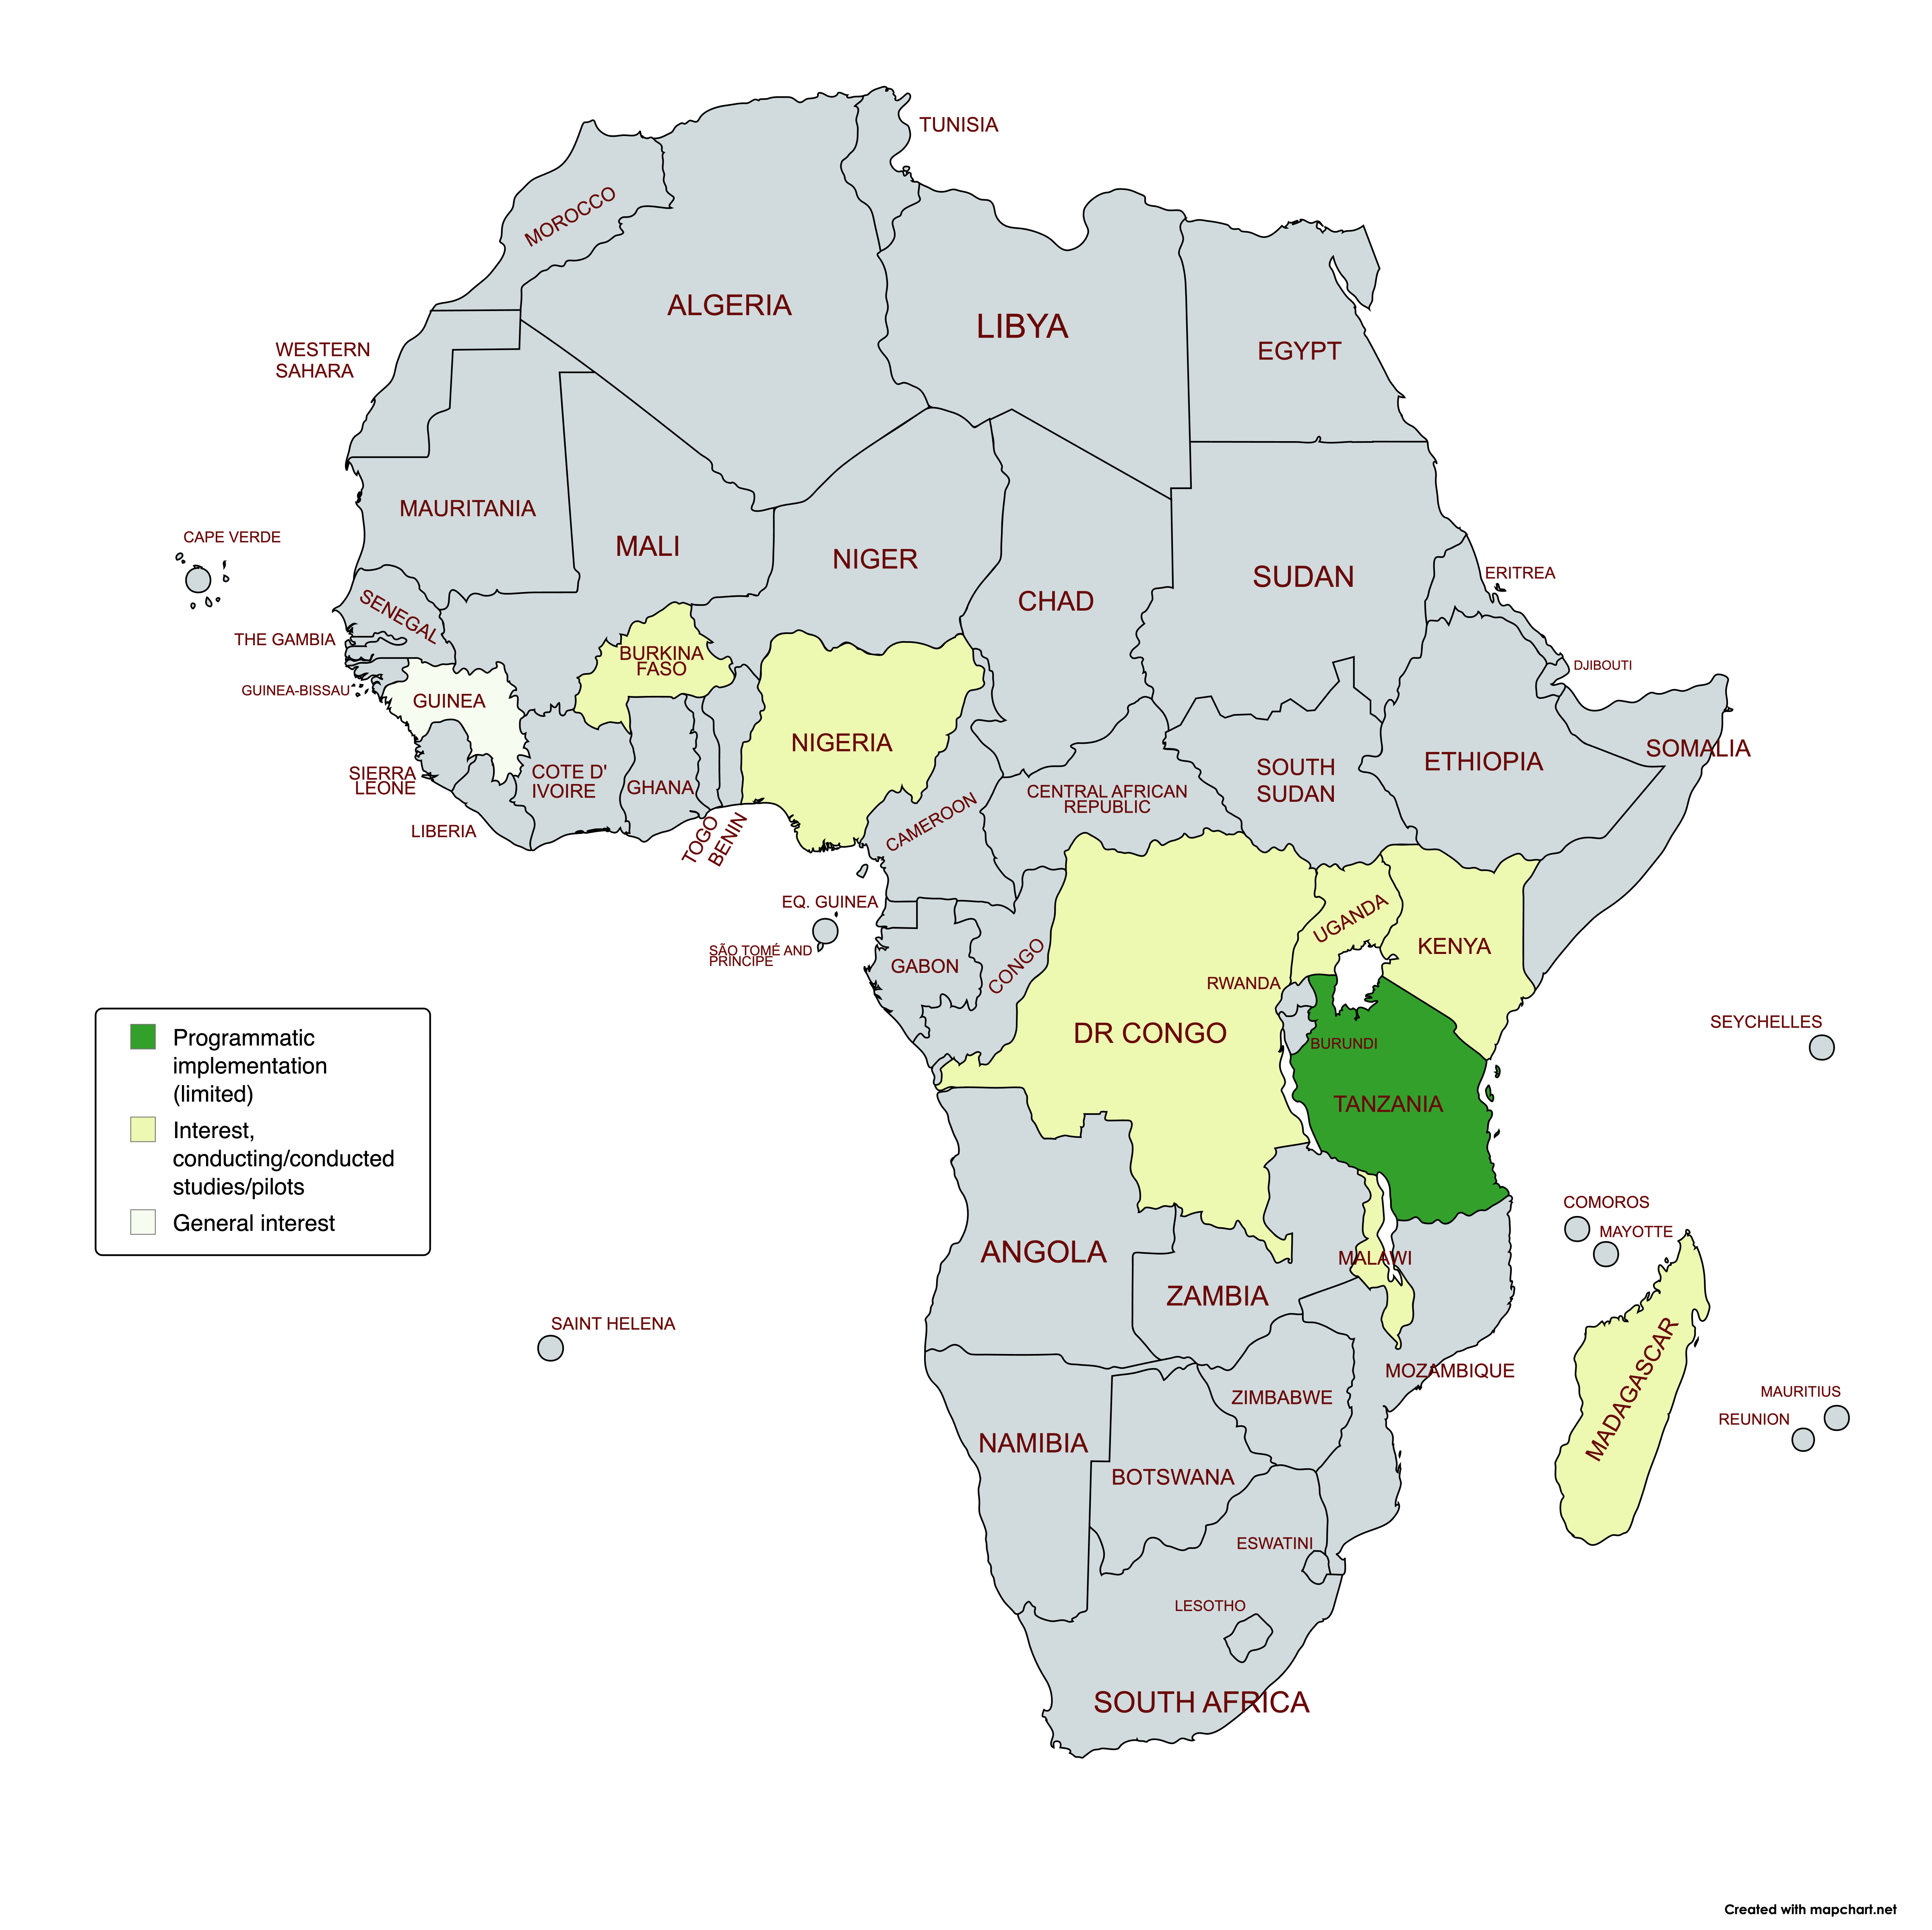 TUNISIA
MOROCCO
ALGERIA
LIBYA
EGYPT
WESTERN
SAHARA
MAURITANIA
MALI
NIGER
CHAD
SUDAN
ERITREA
CAPE VERDE
SENEGAL
THE GAMBIA
GUINEA-BISSAU
GUINEA
BURKINA
FASO
NIGERIA
DJIBOUTI
SOMALIA
ETHIOPIA
SOUTH
SUDAN
CENTRAL AFRICAN
REPUBLIC
CAMEROON
SIERRA
LEONE
COTE D'
IVOIRE
GHANA
LIBERIA
TOGO
BENIN
EQ. GUINEA
SÃO TOMÉ AND
PRÍNCIPE
GABON
CONGO
UGANDA
KENYA
RWANDA
DR CONGO
BURUNDI
TANZANIA
SEYCHELLES
Programmatic
implementation
(limited)
Interest,
conducting/conducted
studies/pilots
General interest
COMOROS
MAYOTTE
ANGOLA
MALAWI
ZAMBIA
SAINT HELENA
MOZAMBIQUE
MADAGASCAR
MAURITIUS
REUNION
ZIMBABWE
NAMIBIA
BOTSWANA
ESWATINI
LESOTHO
SOUTH AFRICA
Created with mapchart.net